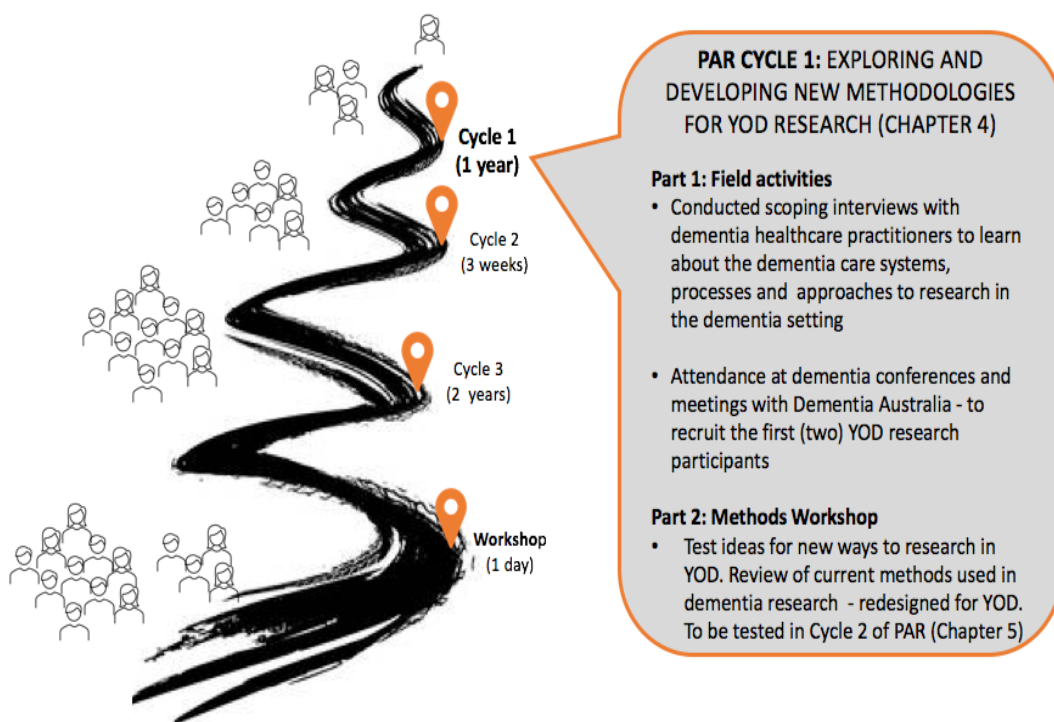 Cycle 1
(1 year)
Cycle 2
(3 weeks)
Cycle 3
(2 years)
Workshop
(1 day)
PAR CYCLE 1: EXPLORING AND
DEVELOPING NEW METHODOLOGIES
FOR YOD RESEARCH (CHAPTER 4)
Part 1: Field activities
• Conducted scoping interviews with
dementia healthcare practitioners to learn
about the dementia care systems,
processes and approaches to research in
the dementia setting
• Attendance at dementia conferences and
meetings with Dementia Australia - to
recruit the first (two) YOD research
participants
Part 2: Methods Workshop
• Test ideas for new ways to research in
YOD. Review of current methods used in
dementia research - redesigned for YOD.
To be tested in Cycle 2 of PAR (Chapter 5)